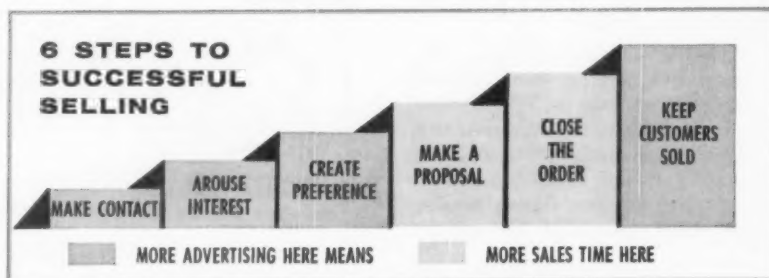 6 STEPS TO
SUCCESSFUL
SELLING
MAKE CONTACT
AROUSE
INTEREST
CREATE
PREFERENCE
MAKE A
PROPOSAL
CLOSE
THE
ORDER
KEEP
CUSTOMERS
SOLD
MORE ADVERTISING HERE MEANS
MORE SALES TIME HERE